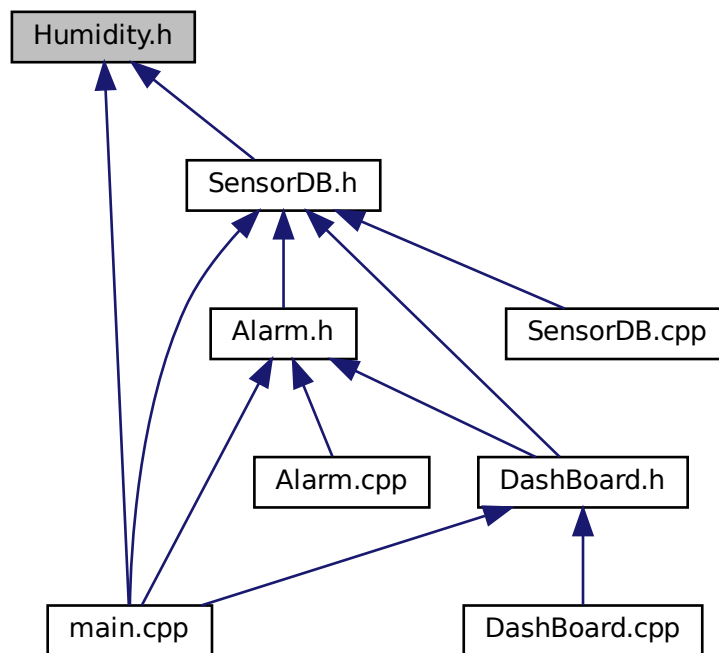 Humidity.h
SensorDB.h
Alarm.h
SensorDB.cpp
Alarm.cpp
DashBoard.h
main.cpp
DashBoard.cpp